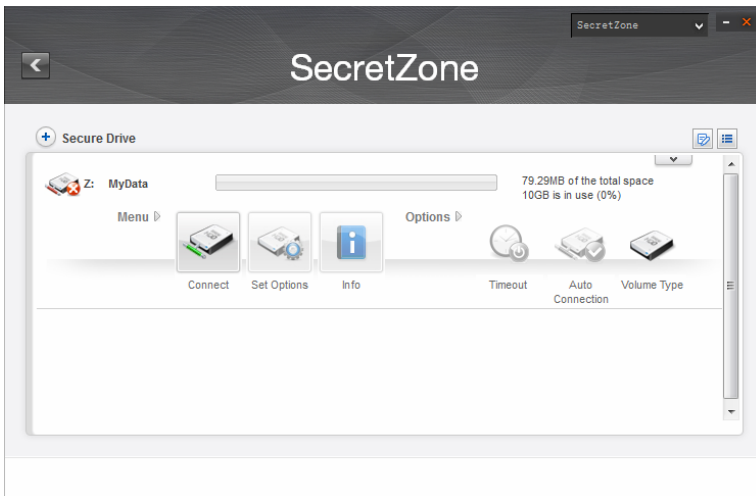 SecretZone
SecretZone
Secure Drive
Z: MyData
79.29MB of the total space
10GB is in use (0%)
Menu
Options
Connect
Set Options
Info
Timeout
Auto
Connection
Volume Type